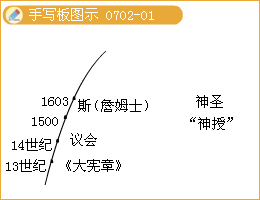 手写板图示 0702-01
1603 斯(詹姆士)
1500
14世纪 议会
13世纪 《大宪章》
神圣
“神授”